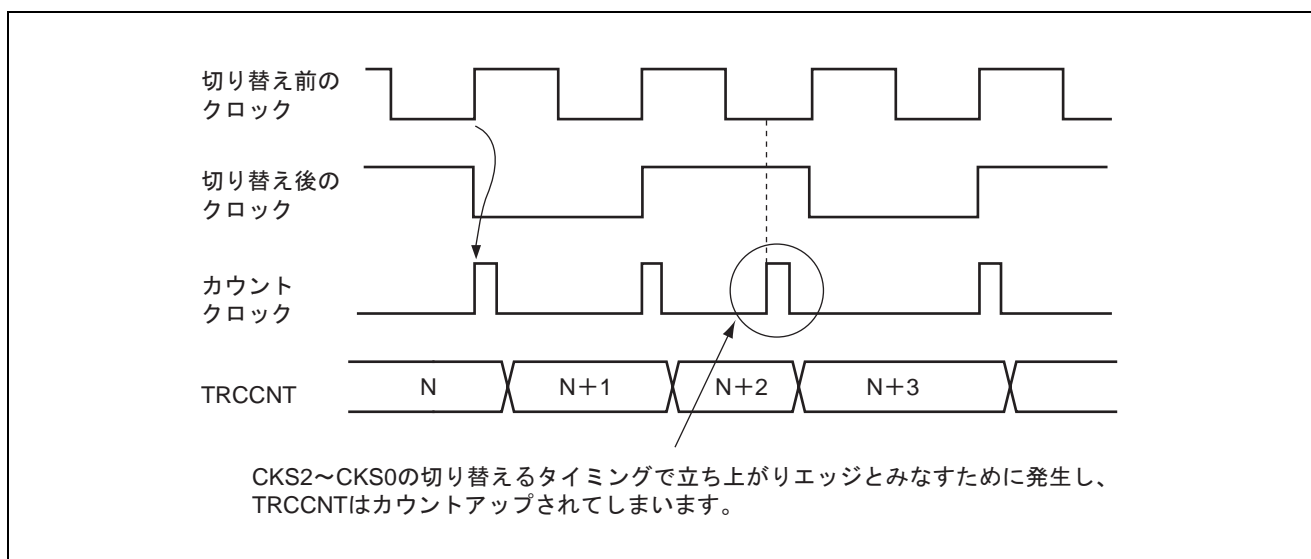 切り替え前の
クロック
切り替え後の
クロック
カウント
クロック
TRCCNT
N
N＋1
N＋2
N＋3
CKS2～CKS0の切り替えるタイミングで立ち上がりエッジとみなすために発生し、
TRCCNTはカウントアップされてしまいます。